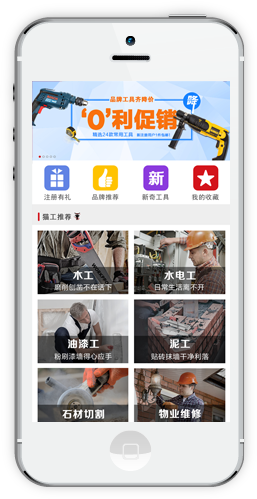 品牌工具齐降价
‘0’利促销
降
精选24款常用工具
注册有礼
品牌推荐
新
新奇工具
我的收藏
猫工推荐
木工
磨削刨凿不在话下
水电工
日常生活离不开
油漆工
粉刷漆墙得心应手
泥工
贴砖抹墙干净利落
石材切割
物业维修